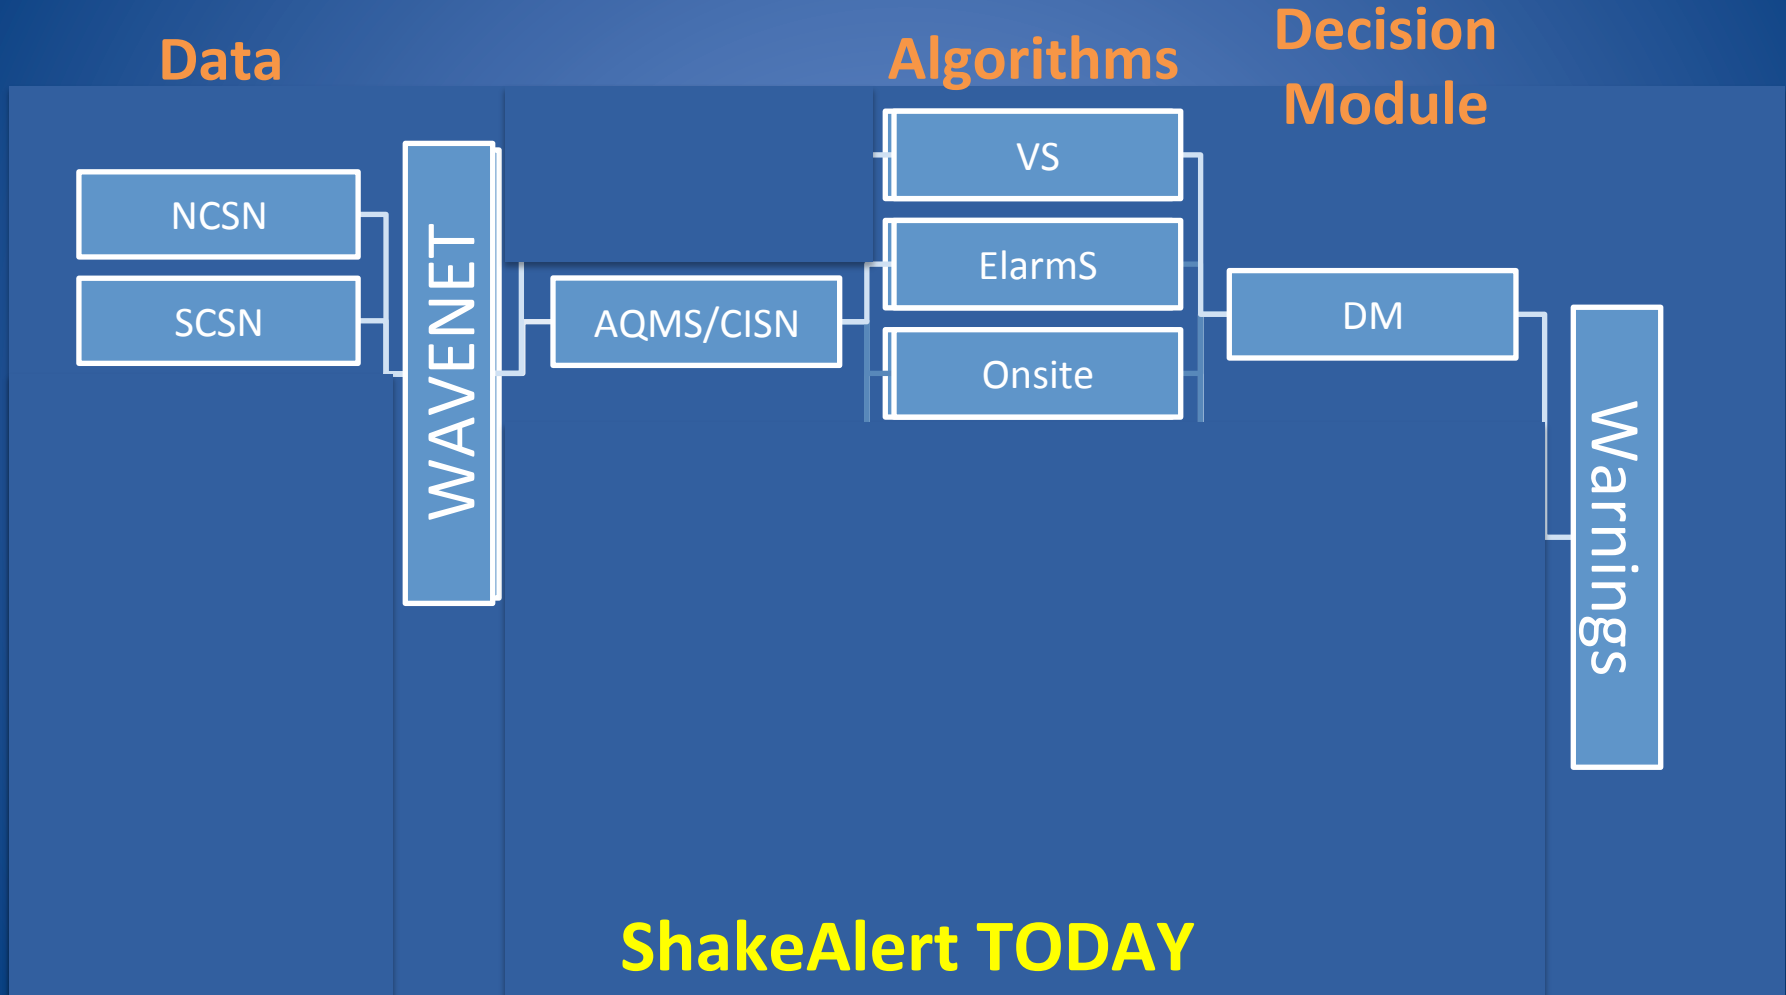 Data
Algorithms
Decision
Module
NCSN
SCSN
WAVENET
AQMS/CISN
VS
ElarmS
Onsite
DM
Warnings
ShakeAlert TODAY